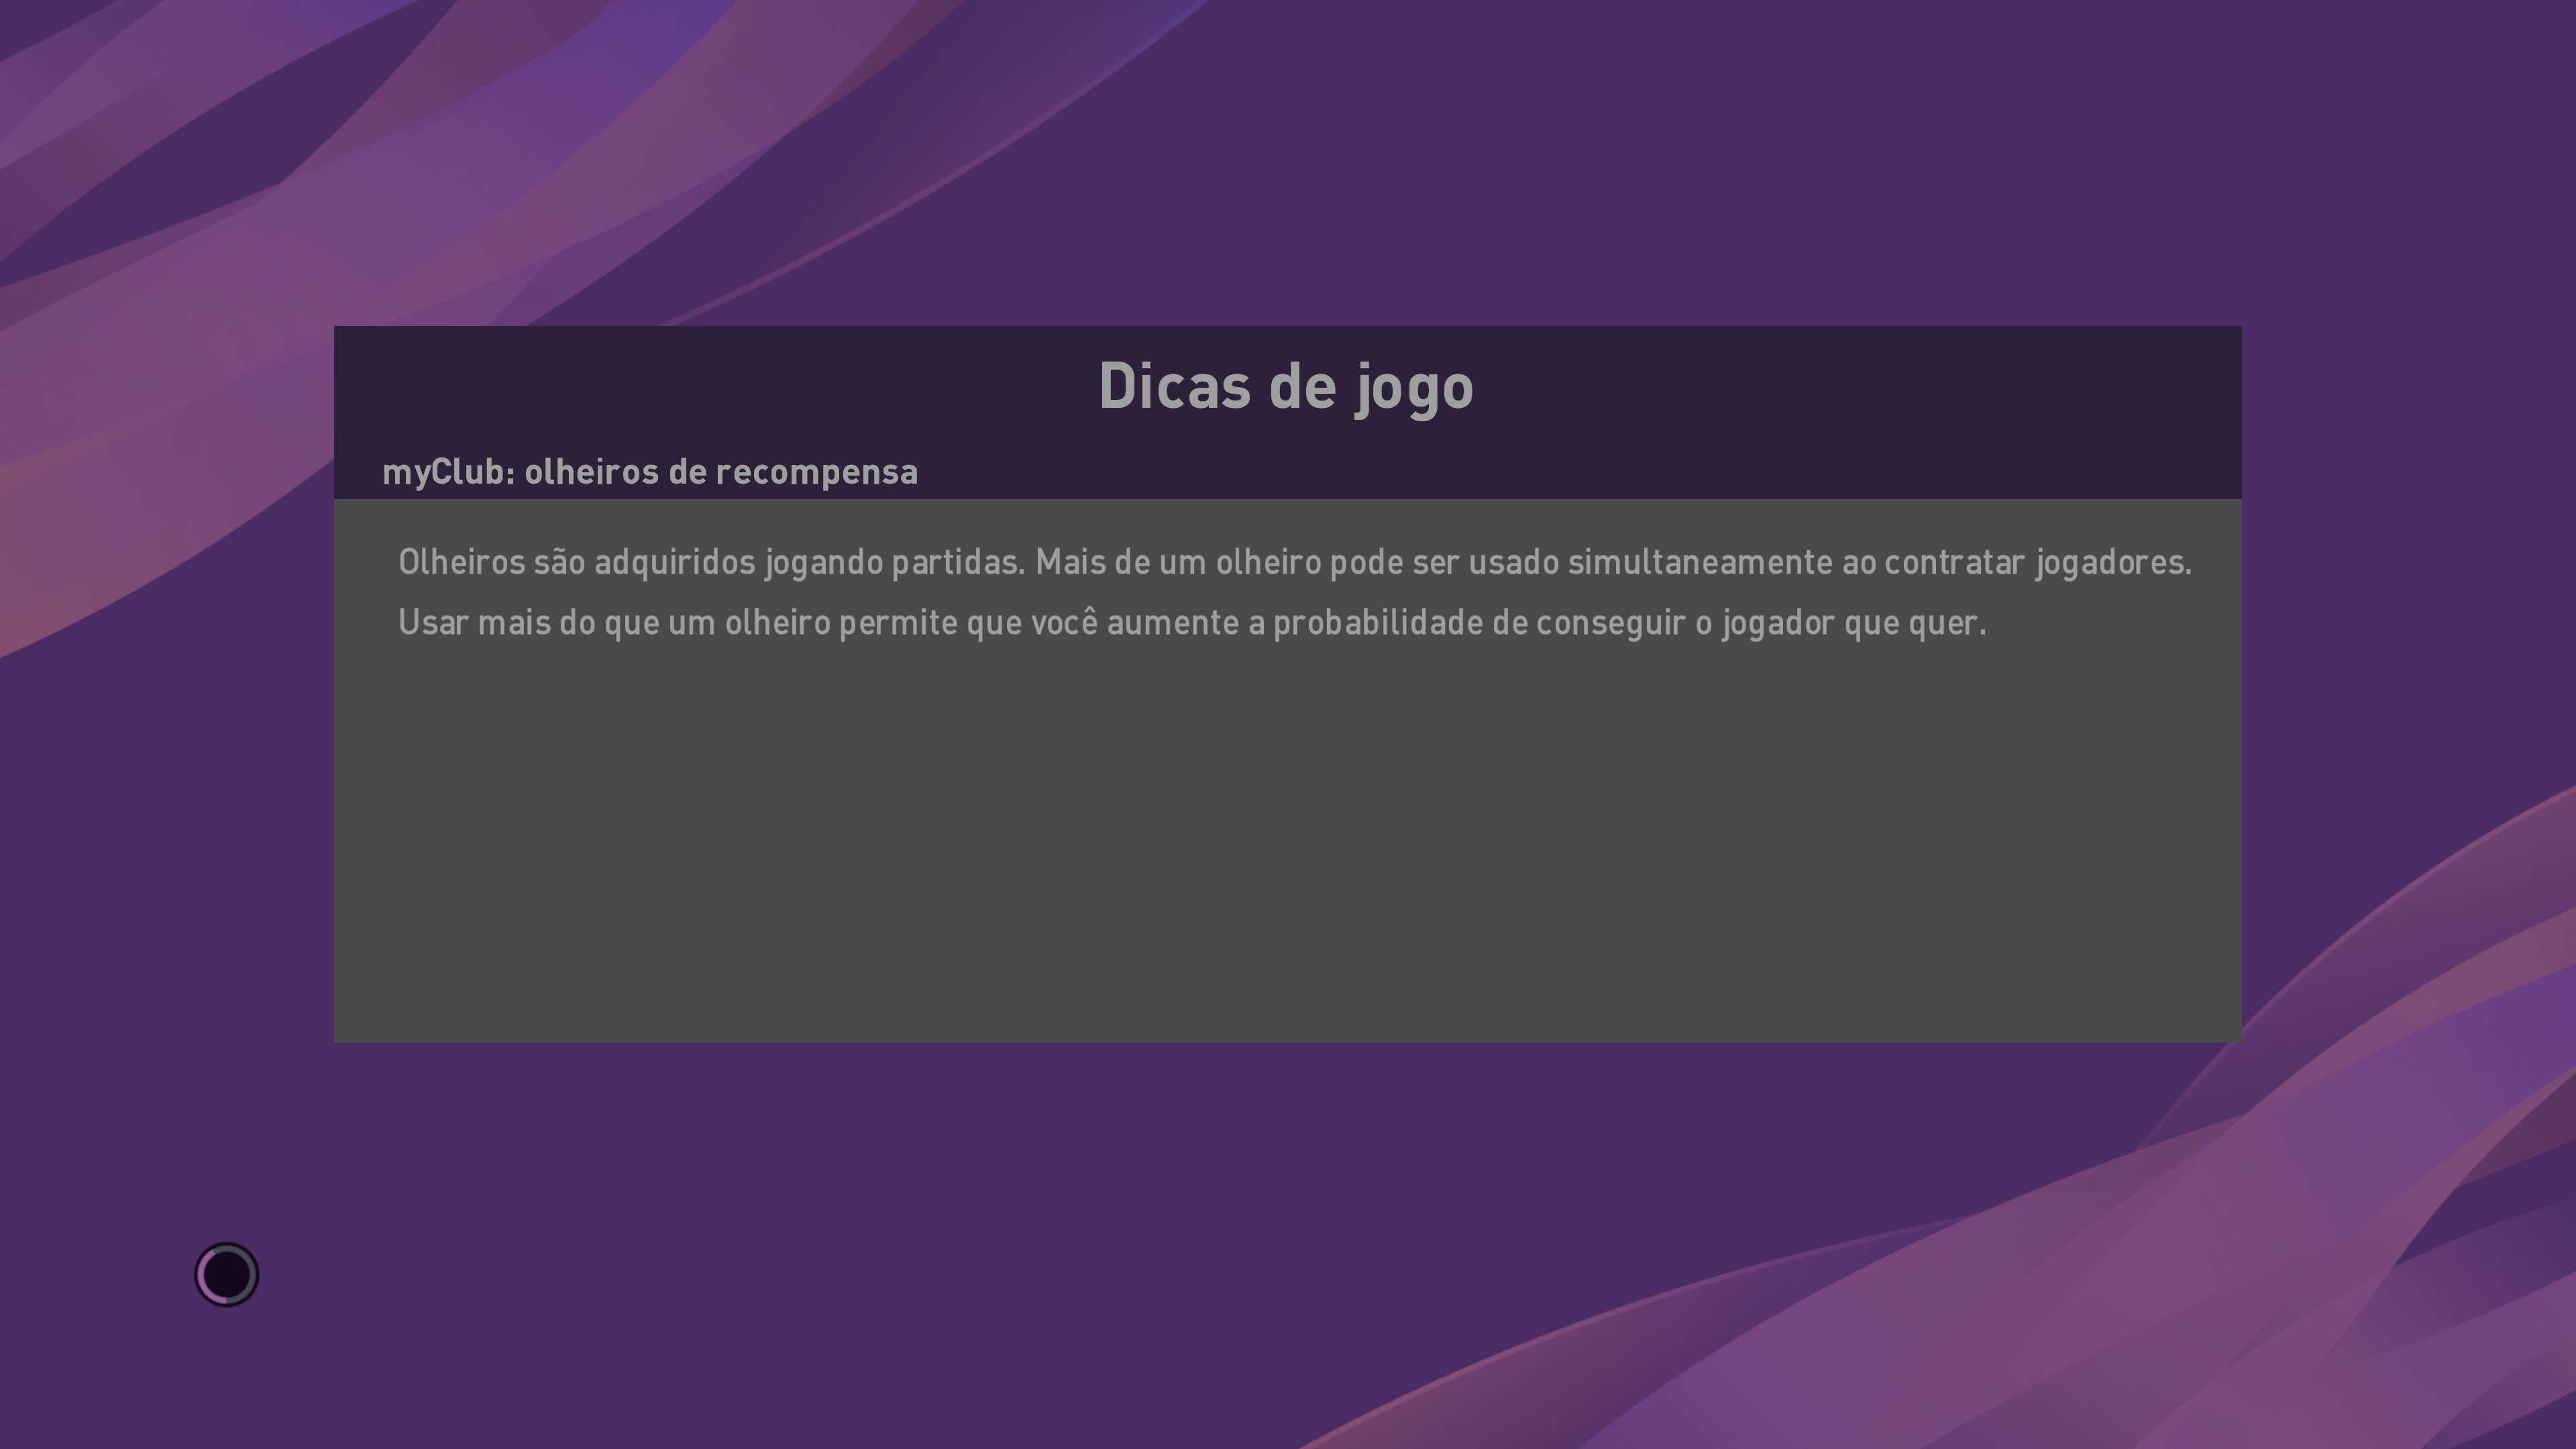 Dicas de jogo
myClub: olheiros de recompensa
Olheiros são adquiridos jogando partidas. Mais de um olheiro pode ser usado simultaneamente ao contratar jogadores.
Usar mais do que um olheiro permite que você aumente a probabilidade de conseguir o jogador que quer.